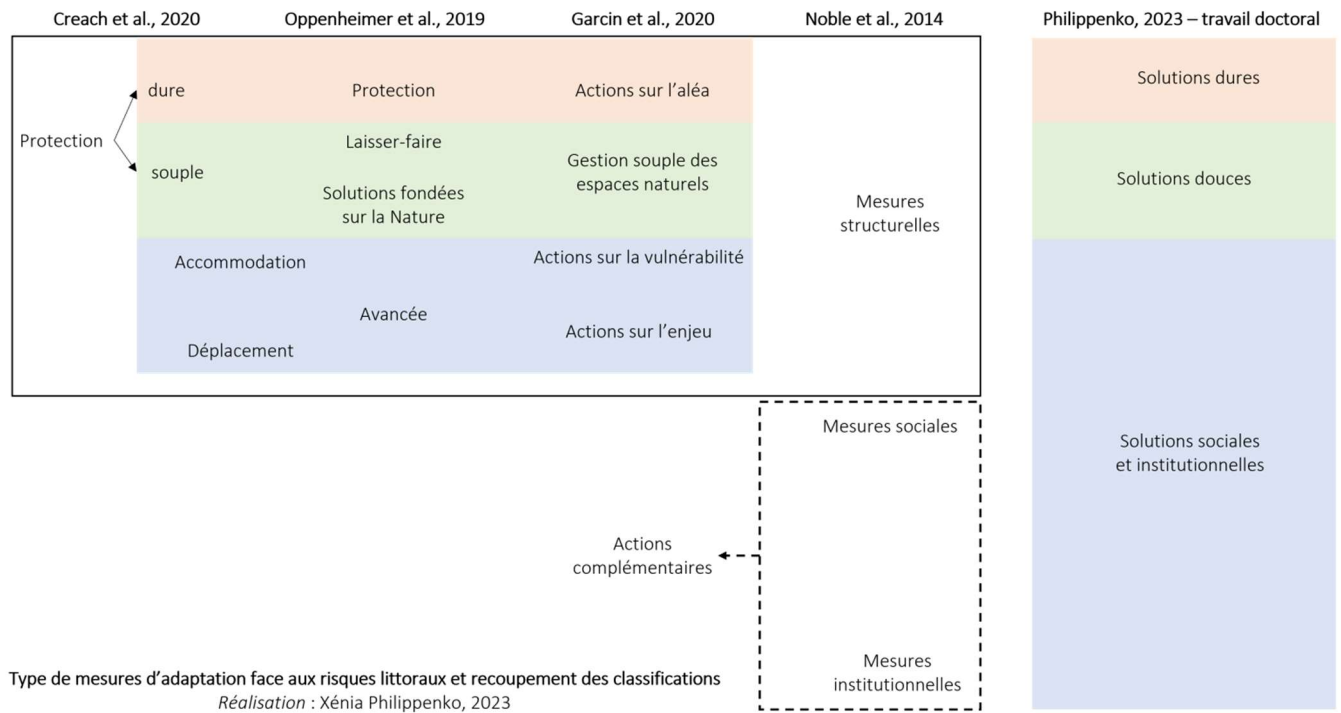 Creach et al., 2020
Oppenheimer et al., 2019
Garcin et al., 2020
Noble et al., 2014
Philippenko, 2023 – travail doctoral
Protection
dure
souple
Protection
Laisser-faire
Solutions fondées
sur la Nature
Actions sur l’aléa
Gestion souple des
espaces naturels
Accommodation
Déplacement
Avancée
Actions sur la vulnérabilité
Actions sur l’enjeu
Mesures
structurelles
Mesures sociales
Mesures
institutionnelles
Actions
complémentaires
Solutions dures
Solutions douces
Solutions sociales
et institutionnelles
Type de mesures d’adaptation face aux risques littoraux et recoupement des classifications
Réalisation : Xénia Philippenko, 2023